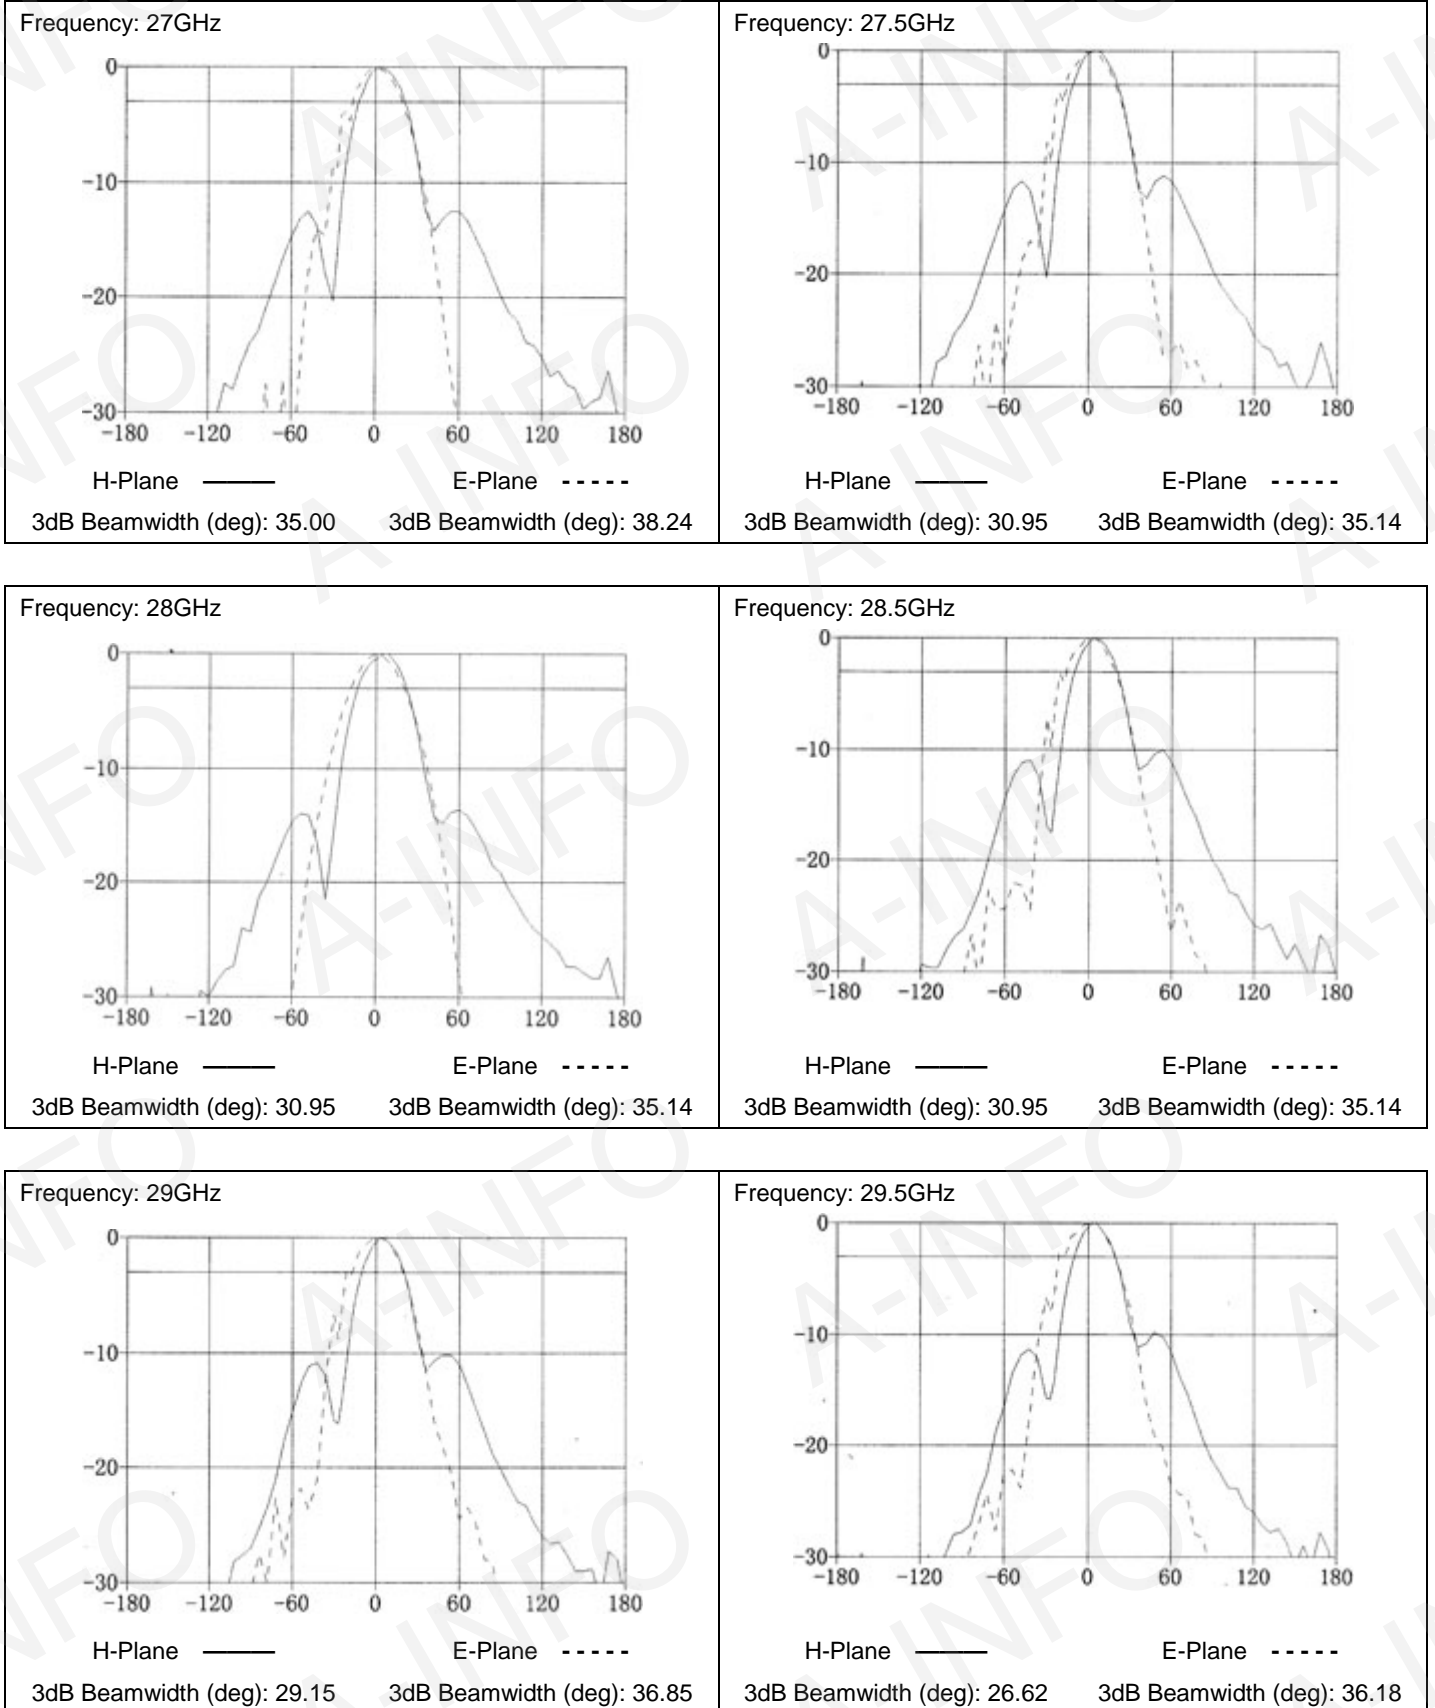 Frequency: 27GHz
0
-10
-20
-30
-180 -120 -60 0 60 120 180
H-Plane ——— E-Plane - - - - -
3dB Beamwidth (deg): 35.00 3dB Beamwidth (deg): 38.24
Frequency: 27.5GHz
0
-10
-20
-30
-180 -120 -60 0 60 120 180
H-Plane ——— E-Plane - - - - -
3dB Beamwidth (deg): 30.95 3dB Beamwidth (deg): 35.14
Frequency: 28GHz
0
-10
-20
-30
-180 -120 -60 0 60 120 180
H-Plane ——— E-Plane - - - - -
3dB Beamwidth (deg): 30.95 3dB Beamwidth (deg): 35.14
Frequency: 28.5GHz
0
-10
-20
-30
-180 -120 -60 0 60 120 180
H-Plane ——— E-Plane - - - - -
3dB Beamwidth (deg): 30.95 3dB Beamwidth (deg): 35.14
Frequency: 29GHz
0
-10
-20
-30
-180 -120 -60 0 60 120 180
H-Plane ——— E-Plane - - - - -
3dB Beamwidth (deg): 29.15 3dB Beamwidth (deg): 36.85
Frequency: 29.5GHz
0
-10
-20
-30
-180 -120 -60 0 60 120 180
H-Plane ——— E-Plane - - - - -
3dB Beamwidth (deg): 26.62 3dB Beamwidth (deg): 36.18
A-INFO